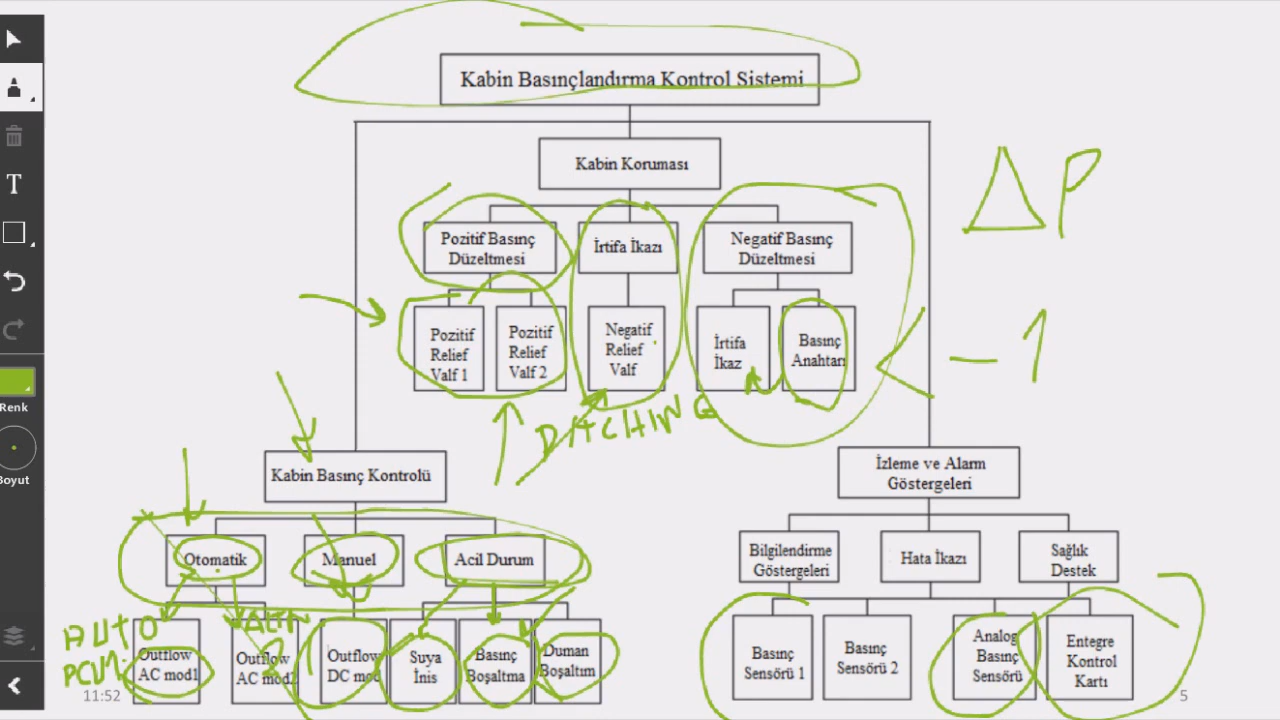 Kabin Basınçlandırma Kontrol Sistemi
Kabin Koruması
ΔP
Pozitif Basınç
Düzeltmesi
İrtifa İkazı
Negatif Basınç
Düzeltmesi
Pozitif
Relief
Valf 1
Pozitif
Relief
Valf 2
Negatif
Relief
Valf
İrtifa
İkaz
Basınç
Anahtarı
-1
DITCHING
Kabin Basınç Kontrolü
İzleme ve Alarm
Göstergeleri
Otomatik
Manuel
Acil Durum
Bilgilendirme
Göstergeleri
Hata İkazı
Sağlık
Destek
AUTO
ALTN
Outflow
AC mod1
Outflow
AC mod2
Outflow
DC mod
Suya
İnis
Basınç
Boşaltma
Duman
Boşaltım
Basınç
Sensörü 1
Basınç
Sensörü 2
Analog
Basınç
Sensörü
Entegre
Kontrol
Kartı
11:52
5
T
Renk
Boyut